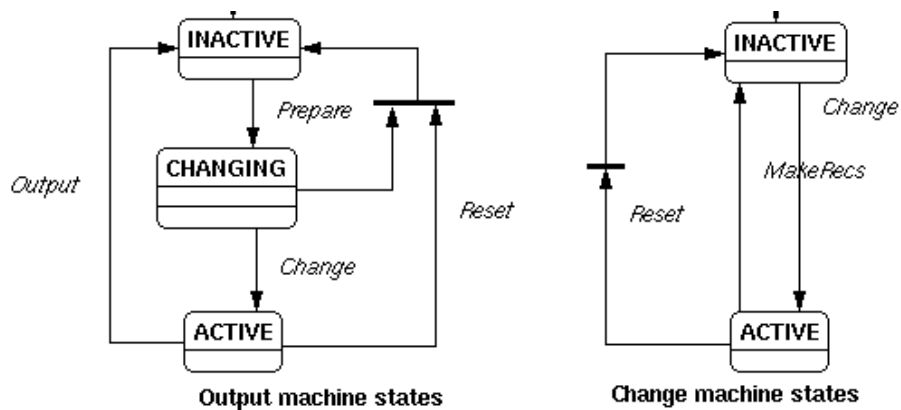 INACTIVE
Prepare
CHANGING
Output
Reset
Change
ACTIVE
Output machine states
INACTIVE
Change
MakeRecs
Reset
ACTIVE
Change machine states